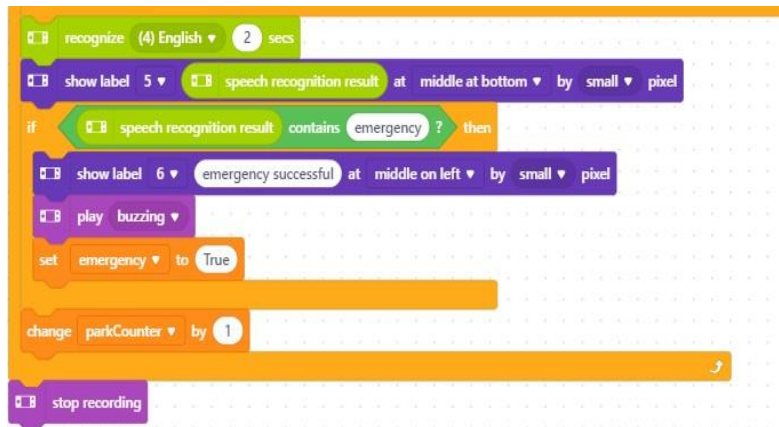 recognize (4) English 2 secs
show label 5 speech recognition result at middle at bottom by small pixel
if speech recognition result contains emergency ? then
show label 6 emergency successful at middle on left by small pixel
play buzzing
set emergency to True
change parkCounter by 1
stop recording